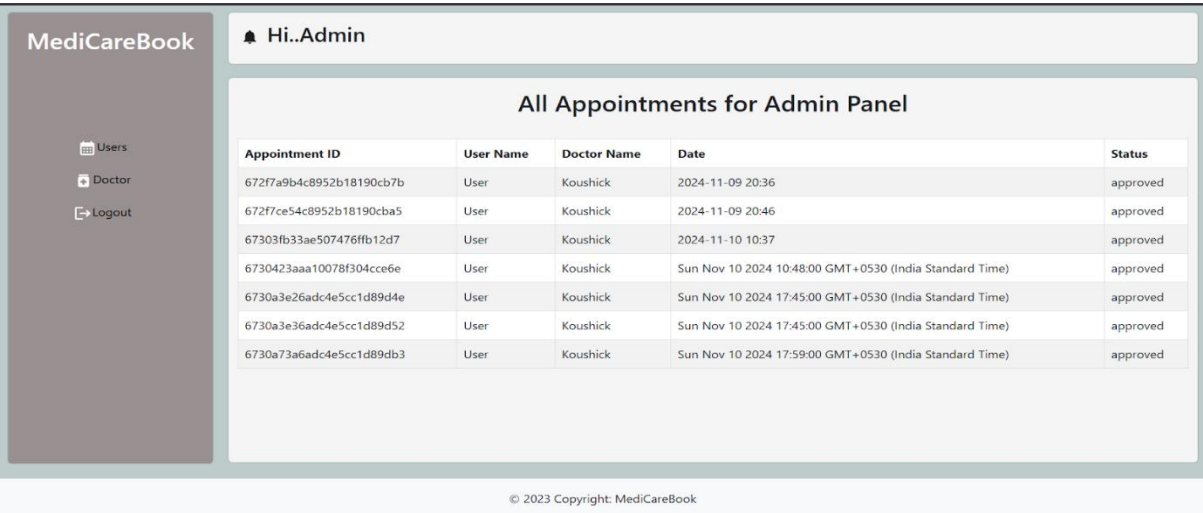 MediCareBook
Users
Doctor
Logout
Hi..Admin
All Appointments for Admin Panel
Appointment ID User Name Doctor Name Date Status
672f7a9b4c8952b18190cb7b User Koushick 2024-11-09 20:36 approved
672f7ce54c8952b18190cba5 User Koushick 2024-11-09 20:46 approved
67303fb33ae507476ffb12d7 User Koushick 2024-11-10 10:37 approved
6730423aaa10078f304cce6e User Koushick Sun Nov 10 2024 10:48:00 GMT+0530 (India Standard Time) approved
6730a3e26adc4e5cc1d89d4e User Koushick Sun Nov 10 2024 17:45:00 GMT+0530 (India Standard Time) approved
6730a3e36adc4e5cc1d89d52 User Koushick Sun Nov 10 2024 17:45:00 GMT+0530 (India Standard Time) approved
6730a73a6adc4e5cc1d89db3 User Koushick Sun Nov 10 2024 17:59:00 GMT+0530 (India Standard Time) approved
© 2023 Copyright: MediCareBook